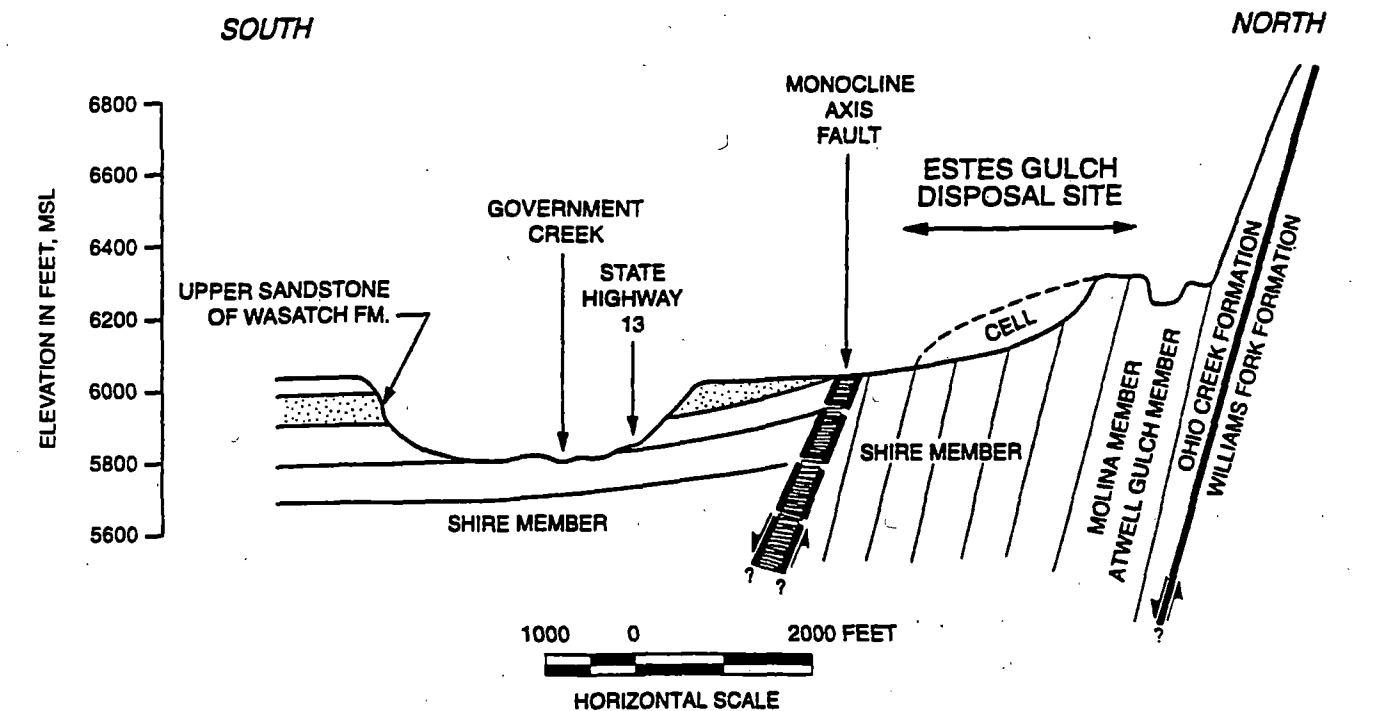 SOUTH
NORTH
ELEVATION IN FEET, MSL
6800
6600
6400
6200
6000
5800
5600
UPPER SANDSTONE
OF WASATCH FM.
GOVERNMENT
CREEK
STATE
HIGHWAY
13
MONOCLINE
AXIS
FAULT
ESTES GULCH
DISPOSAL SITE
CELL
SHIRE MEMBER
SHIRE MEMBER
MOLINA MEMBER
ATWELL GULCH MEMBER
OHIO CREEK FORMATION
WILLIAMS FORK FORMATION
?
?
?
1000 0 2000 FEET
HORIZONTAL SCALE